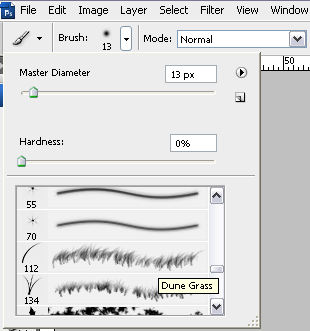 File Edit Image Layer Select Filter View Window
Brush: 13 Mode: Normal
50
Master Diameter 13 px
Hardness: 0%
55
70
112
Dune Grass
134